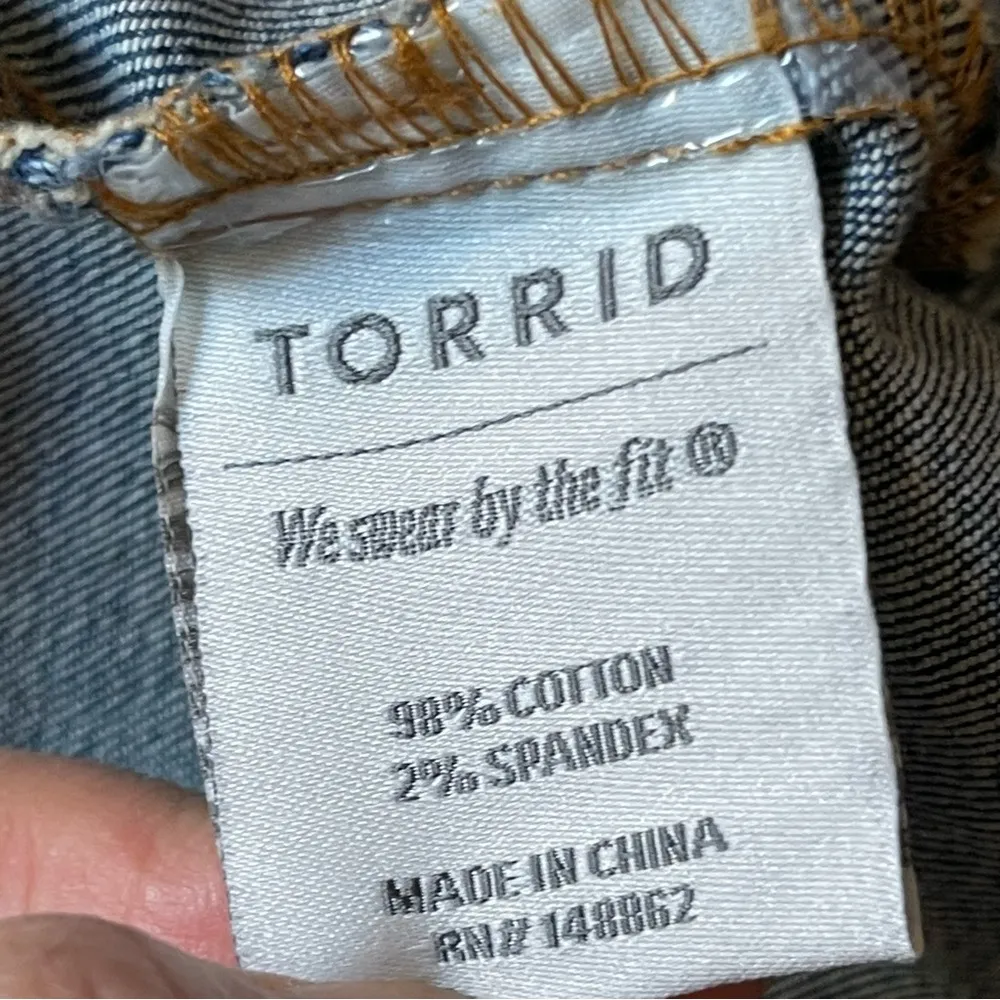 TORRID
We swear by the fit ®
98% COTTON
2% SPANDEX
MADE IN CHINA
RN# 148862